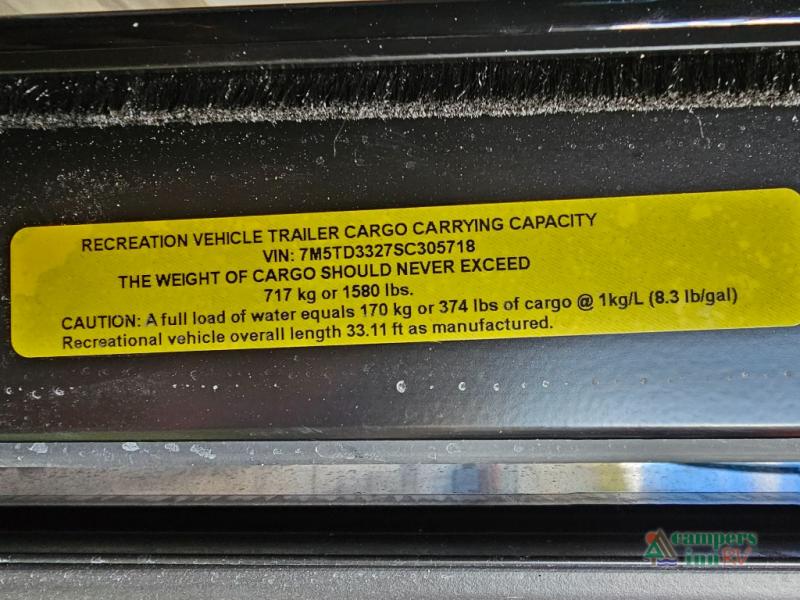 RECREATION VEHICLE TRAILER CARGO CARRYING CAPACITY
VIN: 7M5TD3327SC305718
THE WEIGHT OF CARGO SHOULD NEVER EXCEED
717 kg or 1580 lbs.
CAUTION: A full load of water equals 170 kg or 374 lbs of cargo @ 1kg/L (8.3 lb/gal)
Recreational vehicle overall length 33.11 ft as manufactured.
campers
inn RV